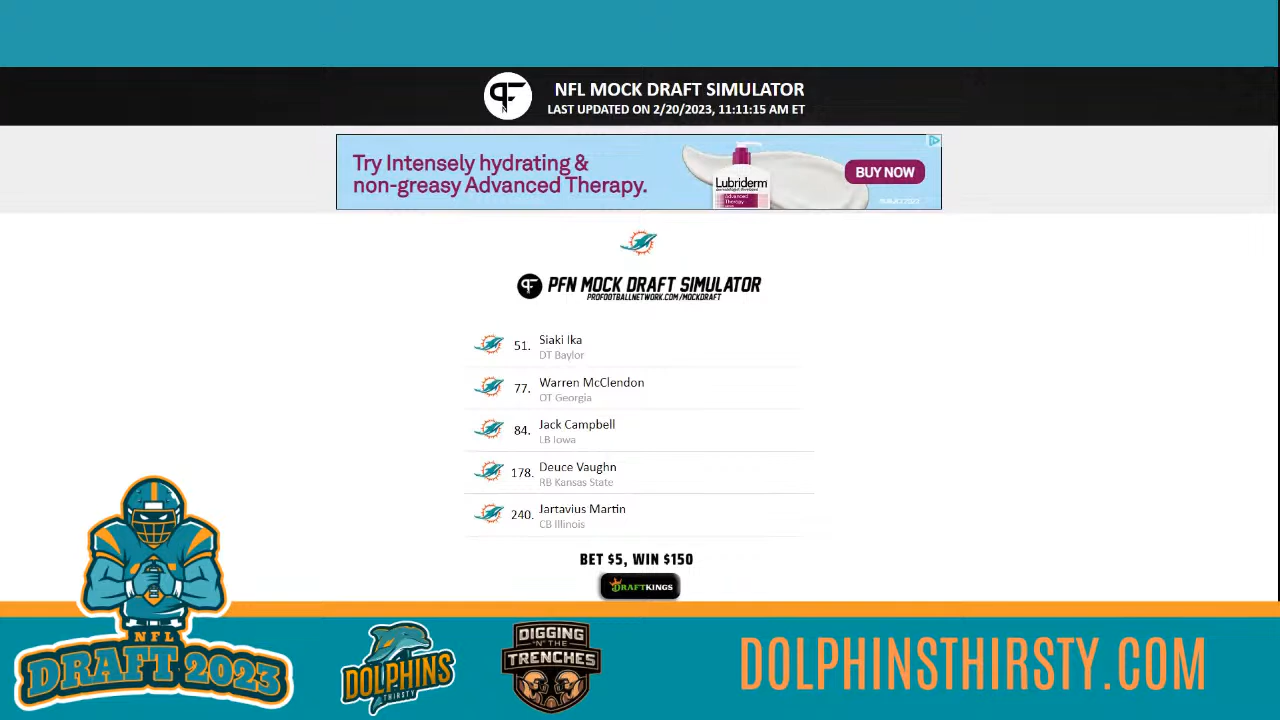 NFL MOCK DRAFT SIMULATOR
LAST UPDATED ON 2/20/2023, 11:11:15 AM ET
Try Intensely hydrating &
non-greasy Advanced Therapy.
Lubriderm
Advanced
Therapy
BUY NOW
PFN MOCK DRAFT SIMULATOR
PROFOOTBALLNETWORK.COM/MOCKDRAFT
51. Siaki Ika
DT Baylor
77. Warren McClendon
OT Georgia
84. Jack Campbell
LB Iowa
178. Deuce Vaughn
RB Kansas State
240. Jartavius Martin
CB Illinois
BET $5, WIN $150
DRAFTKINGS
NFL
DRAFT 2023
DOLPHINS
THIRSTY
DIGGING
"N" THE
TRENCHES
DOLPHINSTHIRSTY.COM